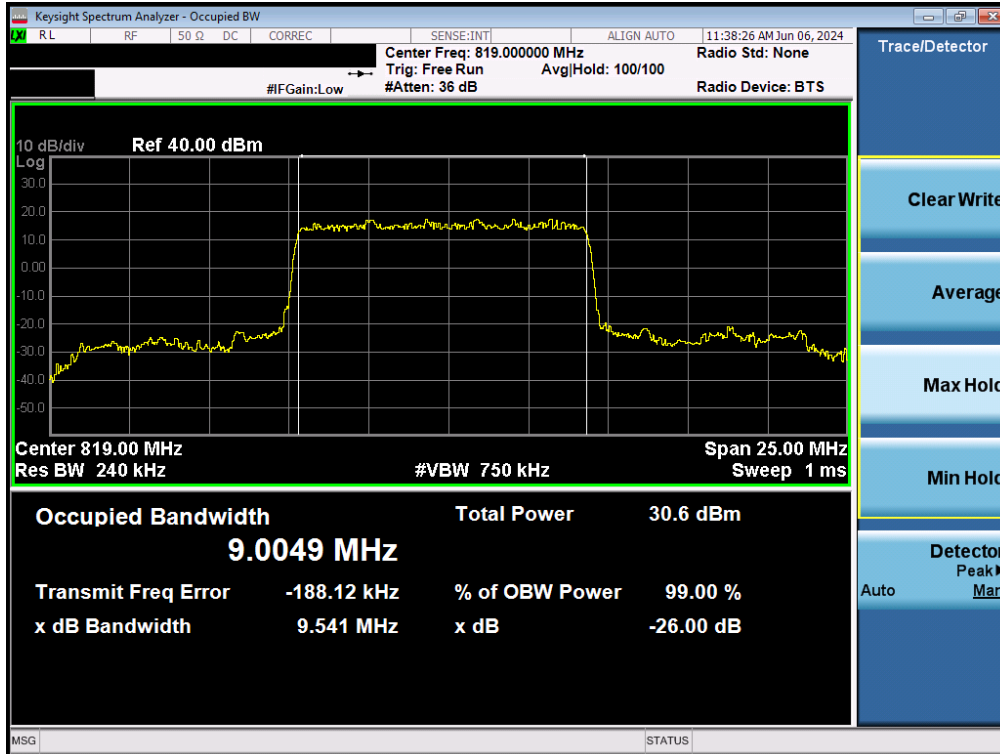 Keysight Spectrum Analyzer - Occupied BW
LXI RL RF 50 Ω DC CORREC SENSE:INT ALIGN AUTO 11:38:26 AM Jun 06, 2024
Center Freq: 819.000000 MHz Radio Std: None
Trig: Free Run Avg|Hold: 100/100
#IFGain:Low #Atten: 36 dB Radio Device: BTS
Trace/Detector
10 dB/div Ref 40.00 dBm
Log
30.0
20.0
10.0
0.00
-10.0
-20.0
-30.0
-40.0
-50.0
Center 819.00 MHz Span 25.00 MHz
Res BW 240 kHz #VBW 750 kHz Sweep 1 ms
Occupied Bandwidth Total Power 30.6 dBm
9.0049 MHz
Transmit Freq Error -188.12 kHz % of OBW Power 99.00 %
x dB Bandwidth 9.541 MHz x dB -26.00 dB
Clear Write
Average
Max Hold
Min Hold
Detector
Peak
Auto Man
MSG STATUS